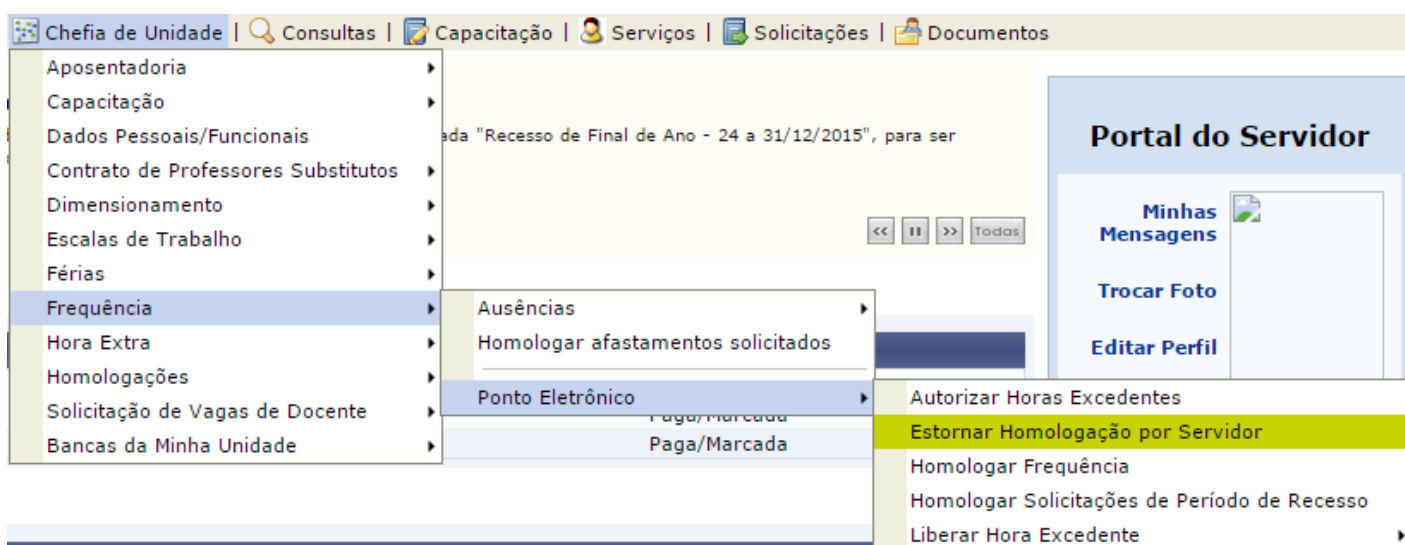 Chefia de Unidade | Consultas | Capacitação | Serviços | Solicitações | Documentos
Aposentadoria
Capacitação
Dados Pessoais/Funcionais
Contrato de Professores Substitutos
Dimensionamento
Escalas de Trabalho
Férias
Frequência
Hora Extra
Homologações
Solicitação de Vagas de Docente
Bancas da Minha Unidade
"Recesso de Final de Ano - 24 a 31/12/2015", para ser
<< II >> Todas
Ausências
Homologar afastamentos solicitados
Ponto Eletrônico
Paga/Marcada
Paga/Marcada
Autorizar Horas Excedentes
Estornar Homologação por Servidor
Homologar Frequência
Homologar Solicitações de Período de Recesso
Liberar Hora Excedente
Portal do Servidor
Minhas
Mensagens
Trocar Foto
Editar Perfil